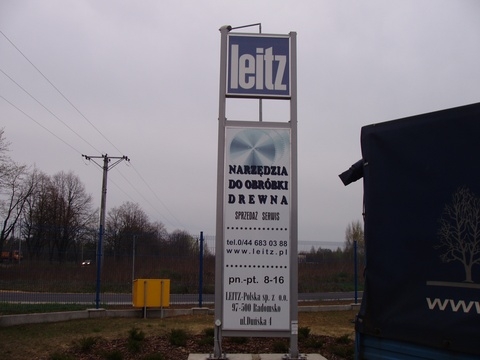 leitz
NARZĘDZIA
DO OBRÓBKI
DREWNA
SPRZEDAŻ SERWIS
tel.0/44 683 03 88
www.leitz.pl
pn.-pt. 8-16
LEITZ-Polska sp. z o.o.
97-500 Radomsko
ul.Duńska 4
www